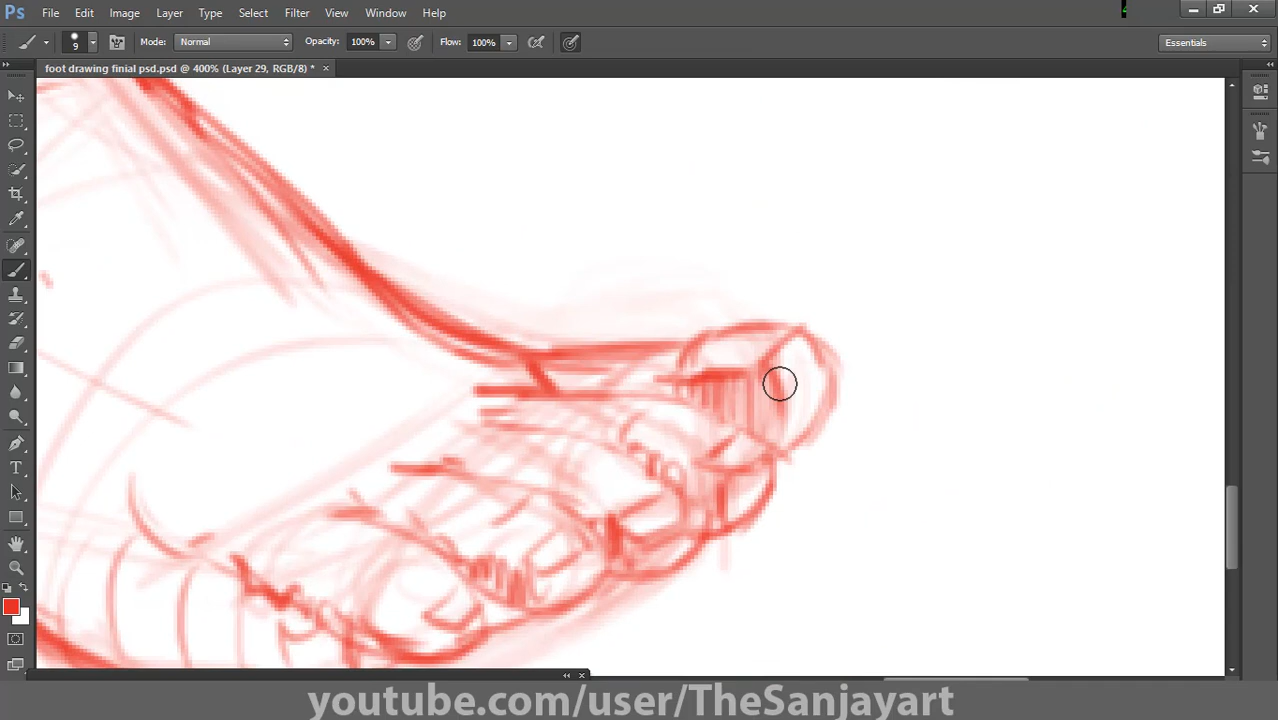 Ps File Edit Image Layer Type Select Filter View Window Help
9 Mode: Normal Opacity: 100% Flow: 100% Essentials
foot drawing finial psd.psd @ 400% (Layer 29, RGB/8) *
T
youtube.com/user/TheSanjayart